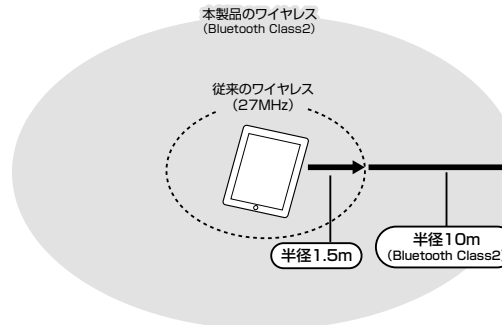 本製品のワイヤレス
(Bluetooth Class2)
従来のワイヤレス
(27MHz)
半径1.5m
半径10m
(Bluetooth Class2)